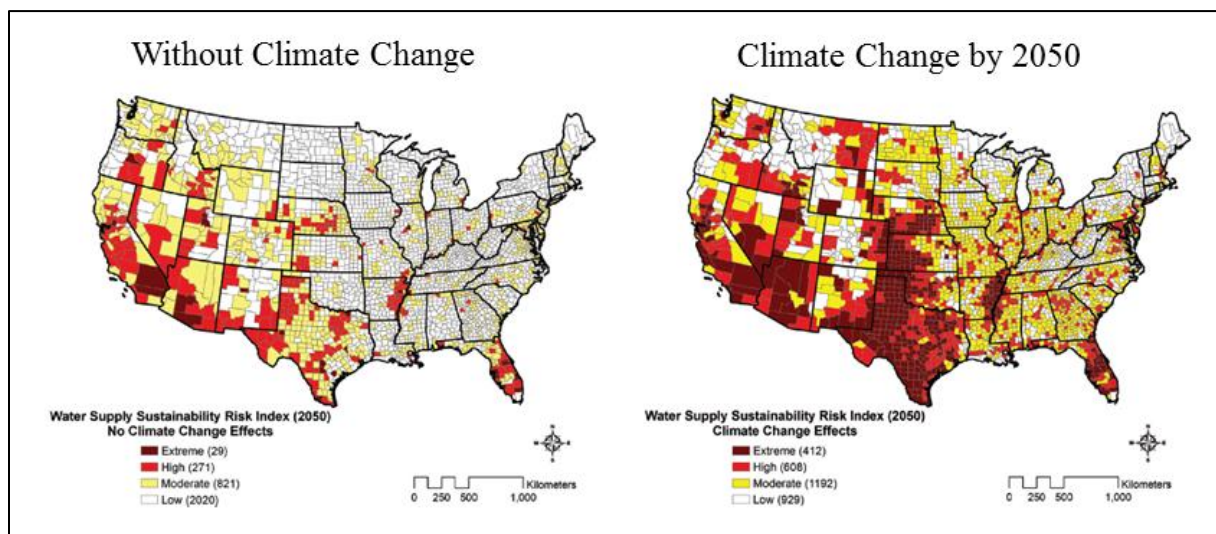 Without Climate Change
Climate Change by 2050
Water Supply Sustainability Risk Index (2050)
No Climate Change Effects
Extreme (29)
High (271)
Moderate (821)
Low (2020)
N
W
E
S
Kilometers
0 250 500 1,000
Water Supply Sustainability Risk Index (2050)
Climate Change Effects
Extreme (412)
High (608)
Moderate (1192)
Low (929)
N
W
E
S
Kilometers
0 250 500 1,000